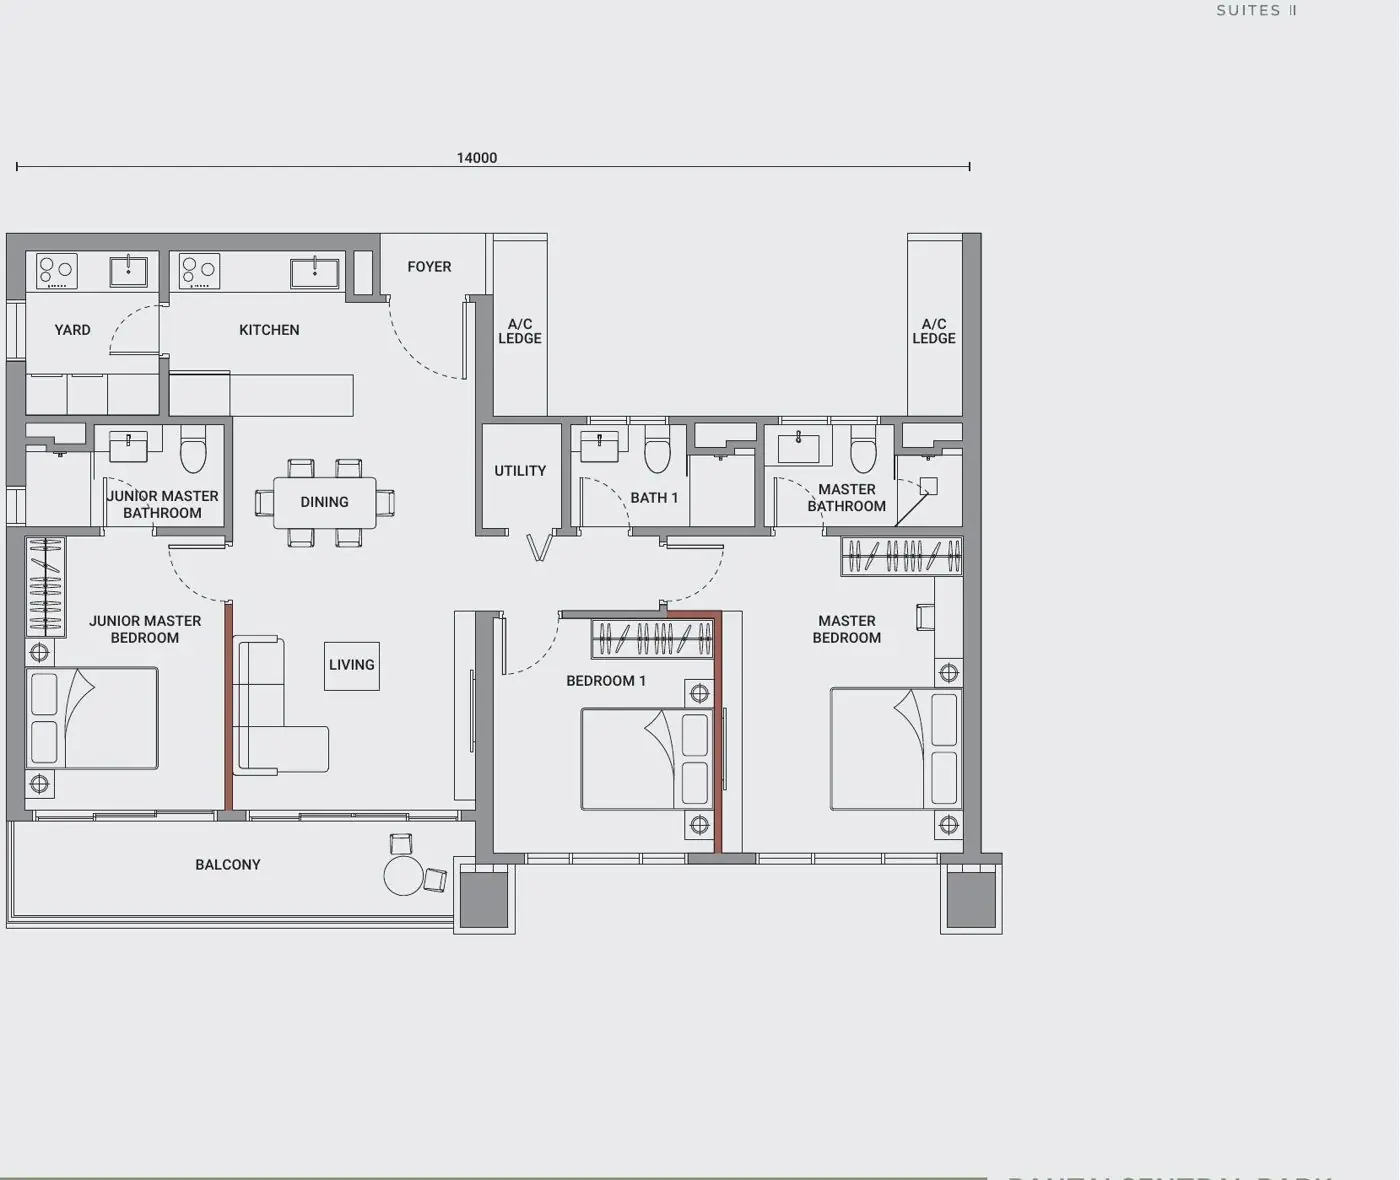 SUITES II
14000
FOYER
YARD
KITCHEN
A/C
LEDGE
A/C
LEDGE
UTILITY
BATH 1
MASTER
BATHROOM
JUNIOR MASTER
BATHROOM
DINING
JUNIOR MASTER
BEDROOM
LIVING
BEDROOM 1
MASTER
BEDROOM
BALCONY